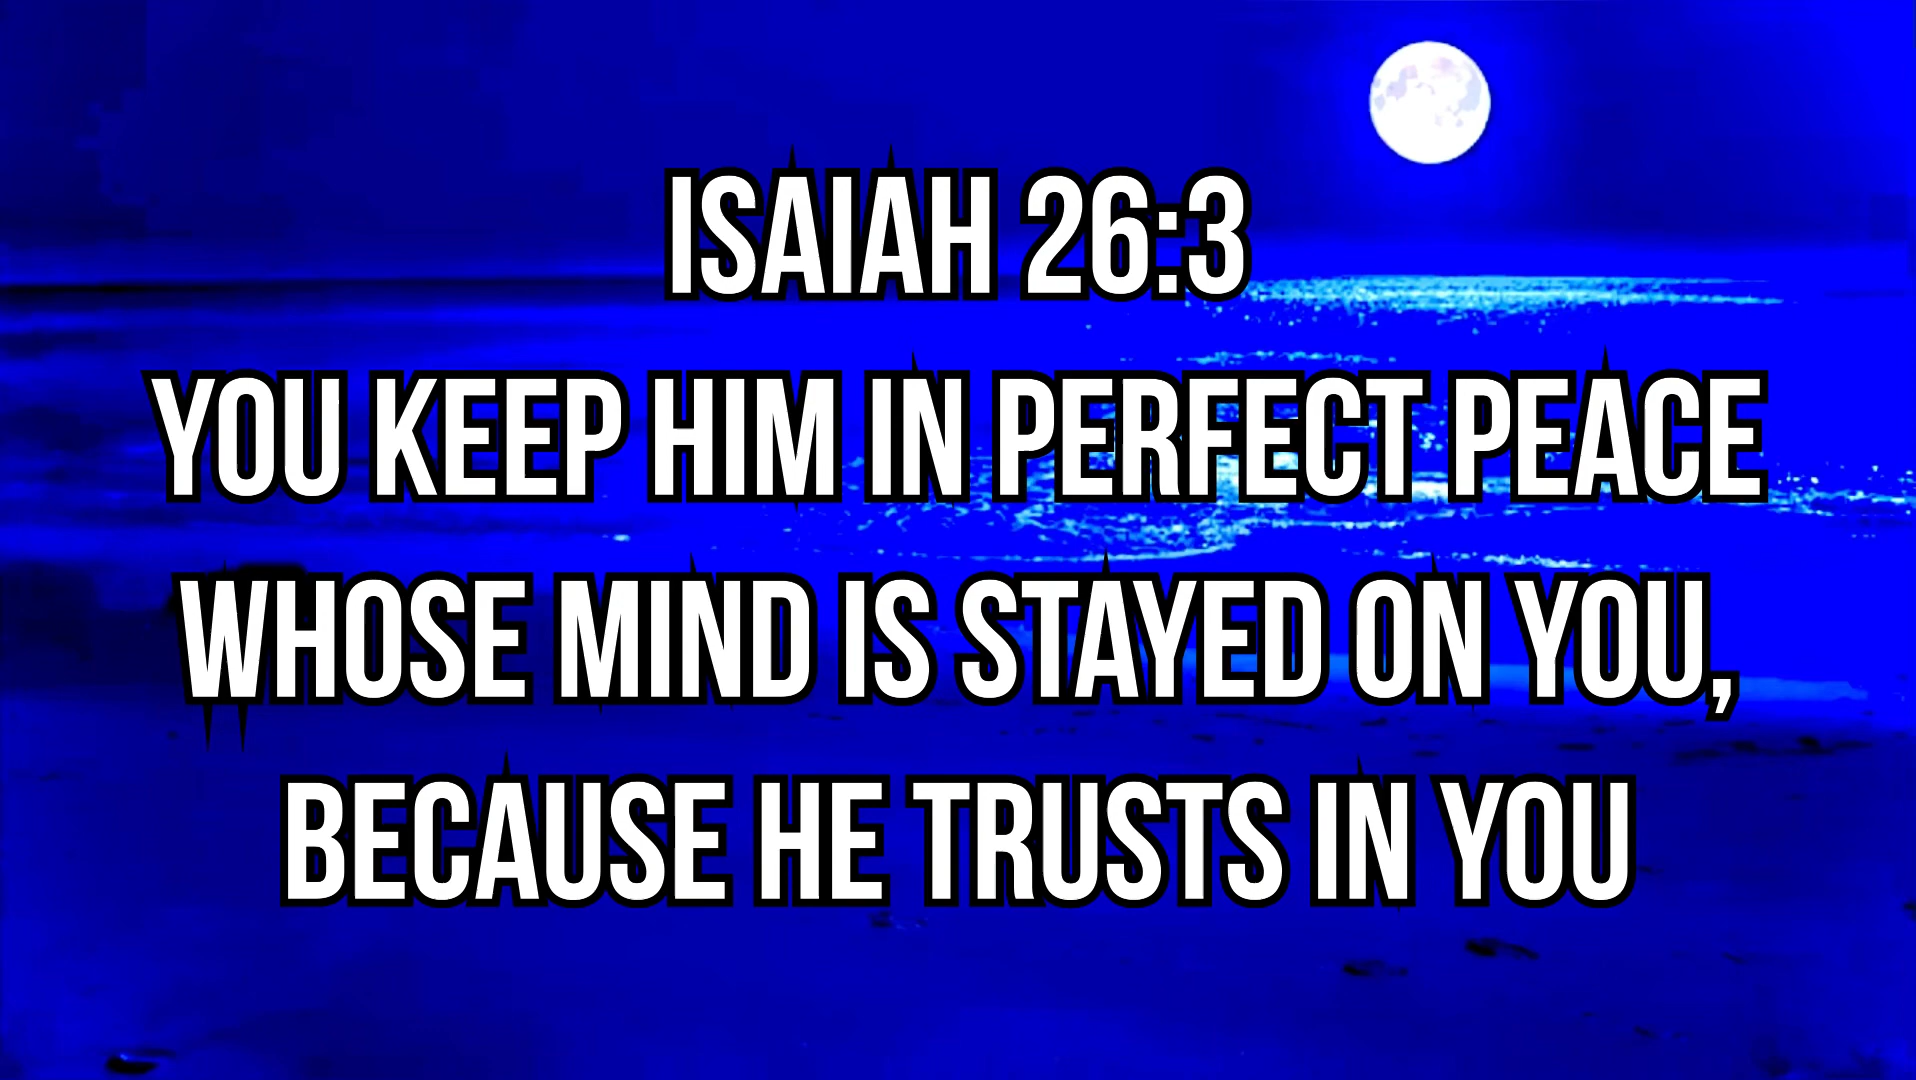 ISAIAH 26:3
YOU KEEP HIM IN PERFECT PEACE
WHOSE MIND IS STAYED ON YOU,
BECAUSE HE TRUSTS IN YOU